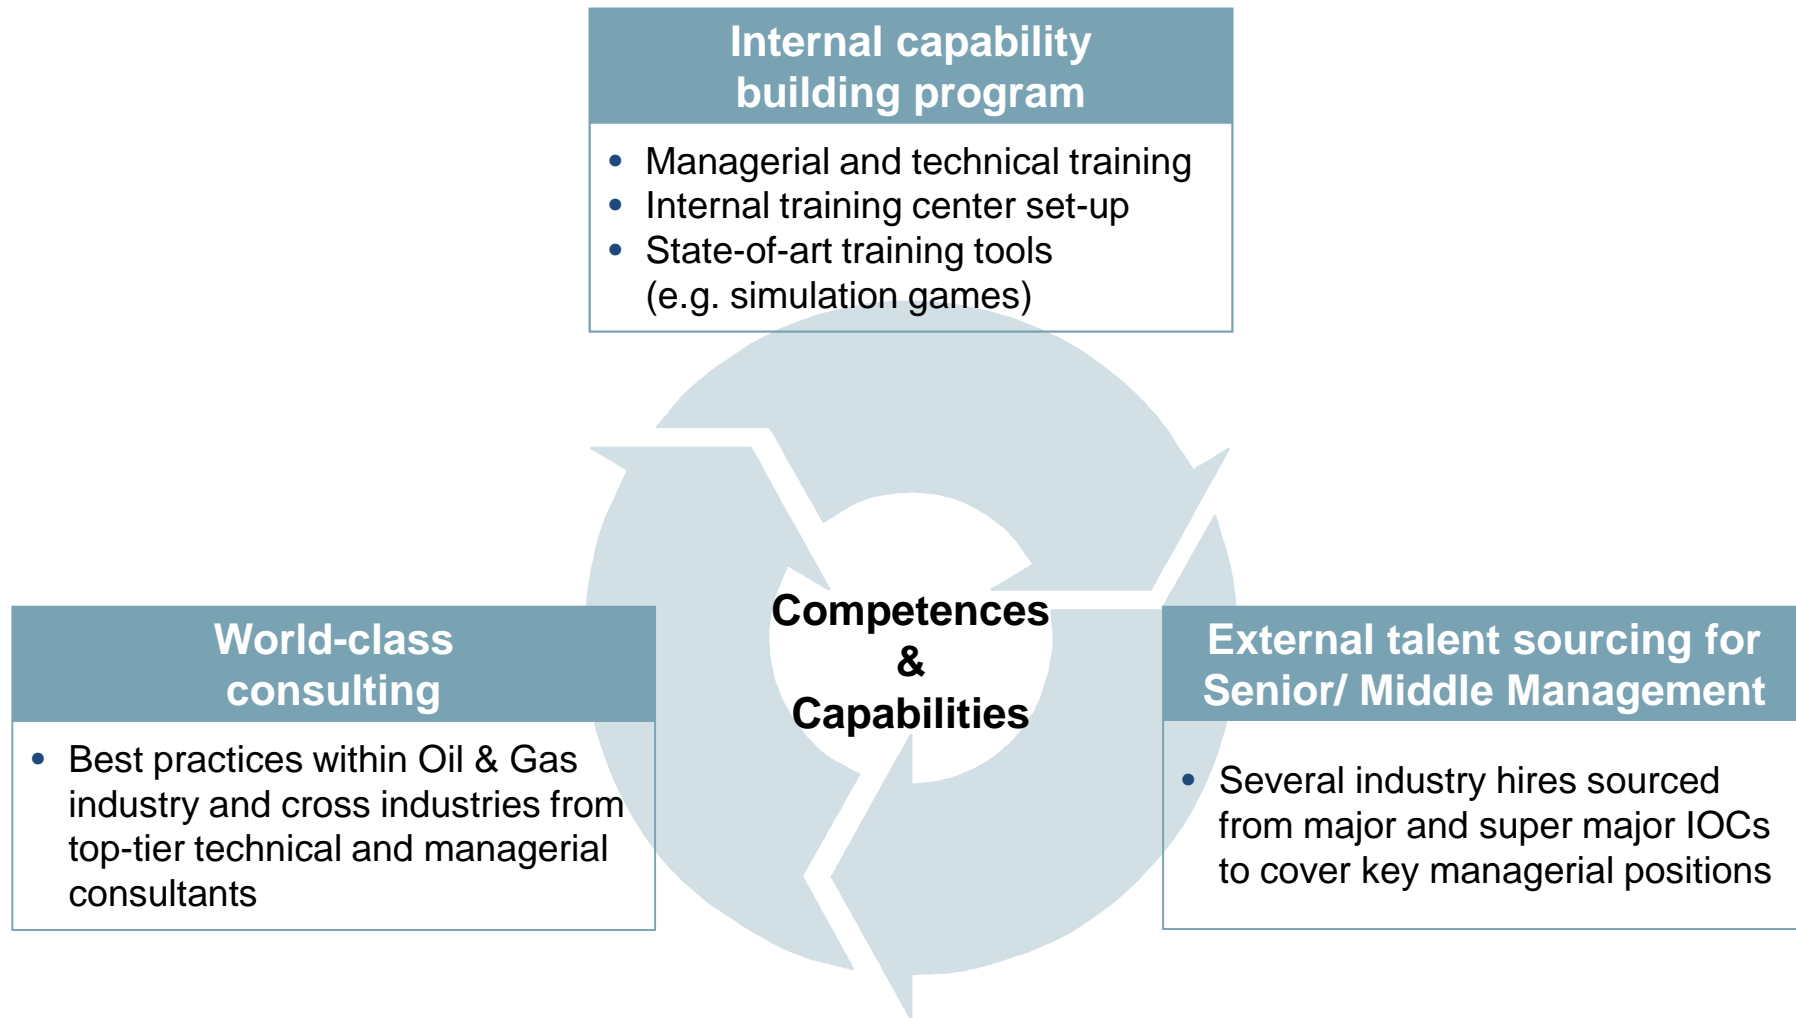 Internal capability
building program
• Managerial and technical training
• Internal training center set-up
• State-of-art training tools
(e.g. simulation games)
Competences
&
Capabilities
World-class
consulting
• Best practices within Oil & Gas
industry and cross industries from
top-tier technical and managerial
consultants
External talent sourcing for
Senior/ Middle Management
• Several industry hires sourced
from major and super major IOCs
to cover key managerial positions